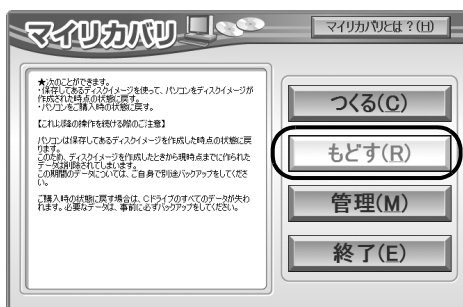 マイリカバリ
マイリカバリとは?(H)
★次のことができます。
・保存してあるディスクイメージを使って、パソコンをディスクイメージが
作成された時点の状態に戻す。
・パソコンをご購入時の状態に戻す。
【これ以降の操作を続ける際のご注意】
パソコンは保存してあるディスクイメージを作成した時点の状態に戻
ります。
このため、ディスクイメージを作成したときから現時点までに作られた
データは削除されてしまいます。
この期間のデータについては、ご自身で別途バックアップをしてくださ
い。
ご購入時の状態に戻す場合は、Cドライブのすべてのデータが失わ
れます。必要なデータは、事前に必ずバックアップをしてください。
つくる(C)
もどす(R)
管理(M)
終了(E)